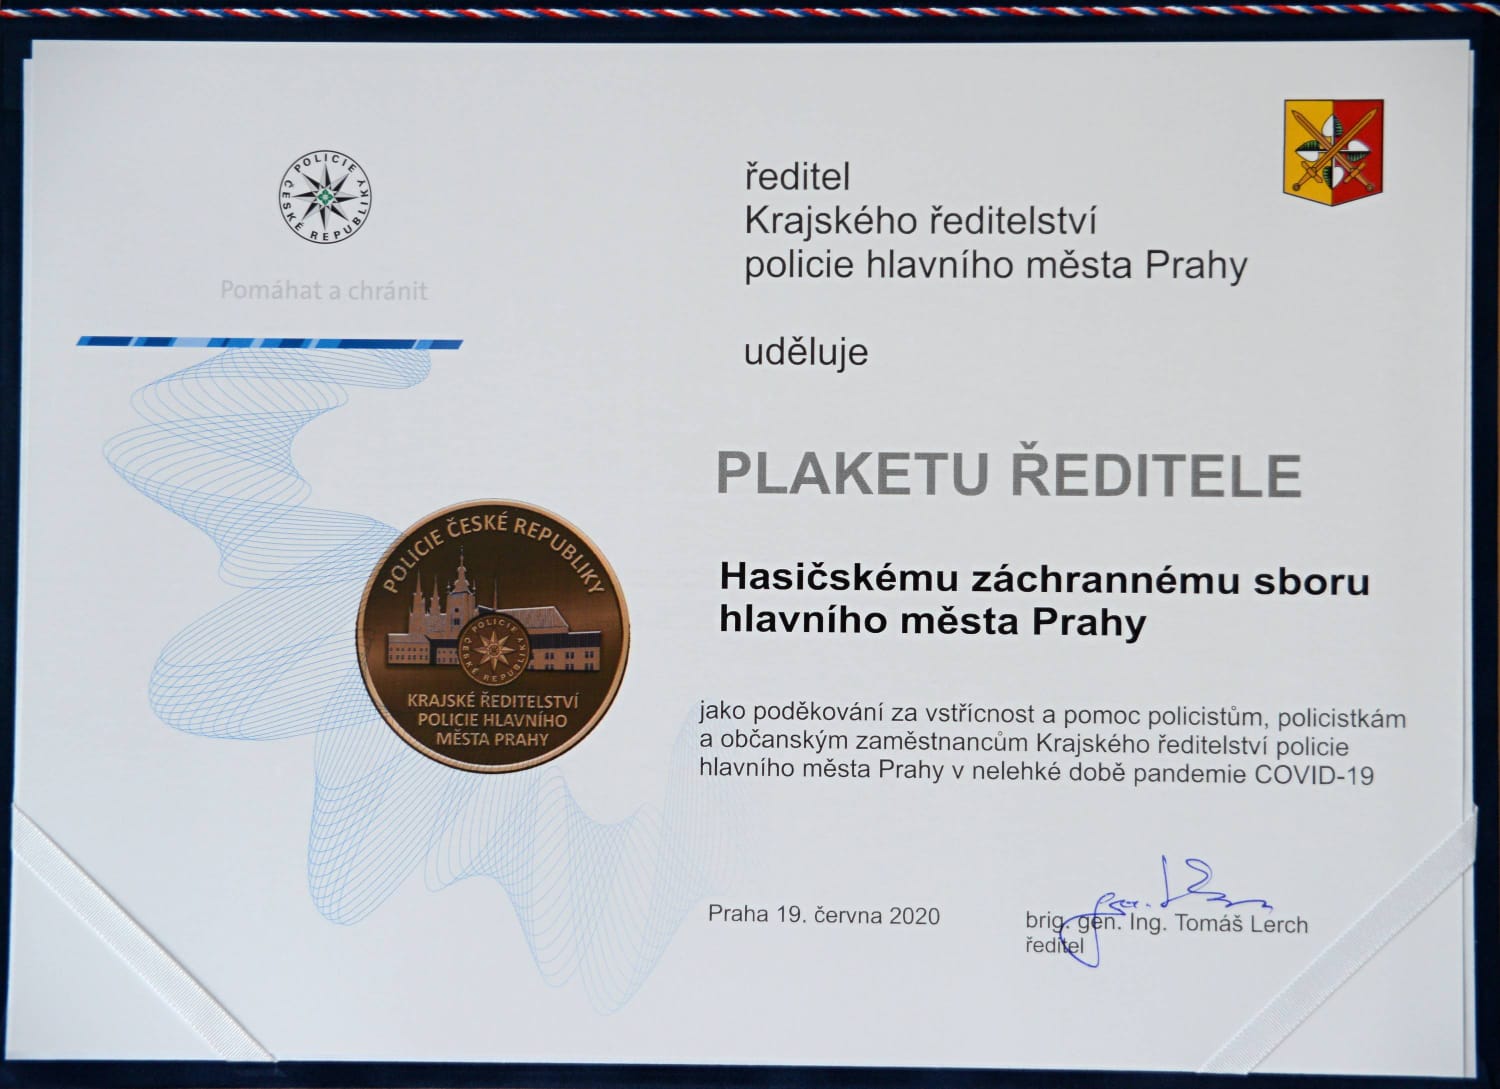 POLICIE
ČESKÉ REPUBLIKY
Pomáhat a chránit
ředitel
Krajského ředitelství
policie hlavního města Prahy
uděluje
PLAKETU ŘEDITELE
Hasičskému záchrannému sboru
hlavního města Prahy
jako poděkování za vstřícnost a pomoc policistům, policistkám
a občanským zaměstnancům Krajského ředitelství policie
hlavního města Prahy v nelehké době pandemie COVID-19
POLICIE ČESKÉ REPUBLIKY
POLICIE
ČESKÉ REPUBLIKY
KRAJSKÉ ŘEDITELSTVÍ
POLICIE HLAVNÍHO
MĚSTA PRAHY
Praha 19. června 2020
brig. gen. Ing. Tomáš Lerch
ředitel